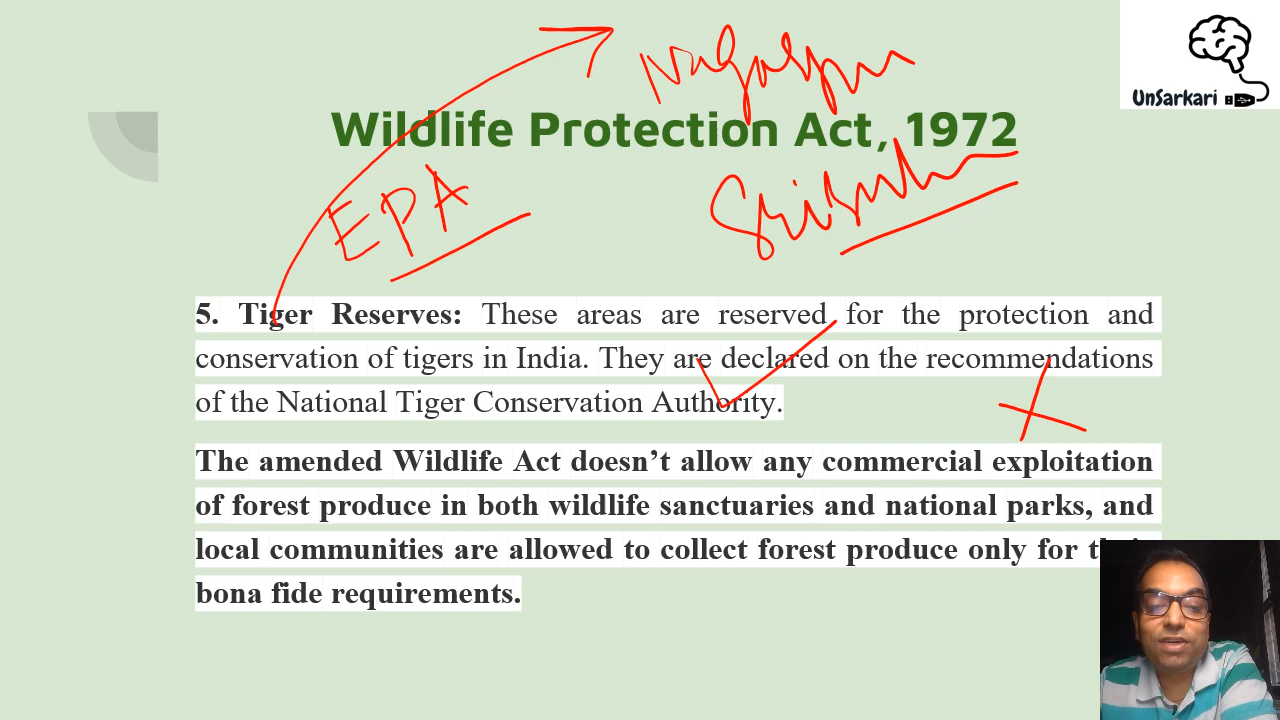 UnSarkari
Wildlife Protection Act, 1972
EPA
5. Tiger Reserves: These areas are reserved for the protection and
conservation of tigers in India. They are declared on the recommendations
of the National Tiger Conservation Authority.
The amended Wildlife Act doesn't allow any commercial exploitation
of forest produce in both wildlife sanctuaries and national parks, and
local communities are allowed to collect forest produce only for their
bona fide requirements.